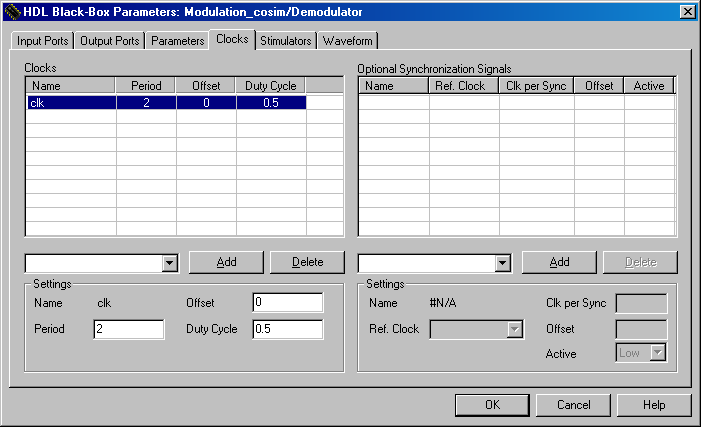 HDL Black-Box Parameters: Modulation_cosim/Demodulator
Input Ports Output Ports Parameters Clocks Stimulators Waveform
Clocks
Name Period Offset Duty Cycle
clk 2 0 0.5
Add Delete
Settings
Name clk Offset 0
Period 2 Duty Cycle 0.5
Optional Synchronization Signals
Name Ref. Clock Clk per Sync Offset Active
Add Delete
Settings
Name #N/A Clk per Sync
Ref. Clock Offset
Active Low
OK Cancel Help